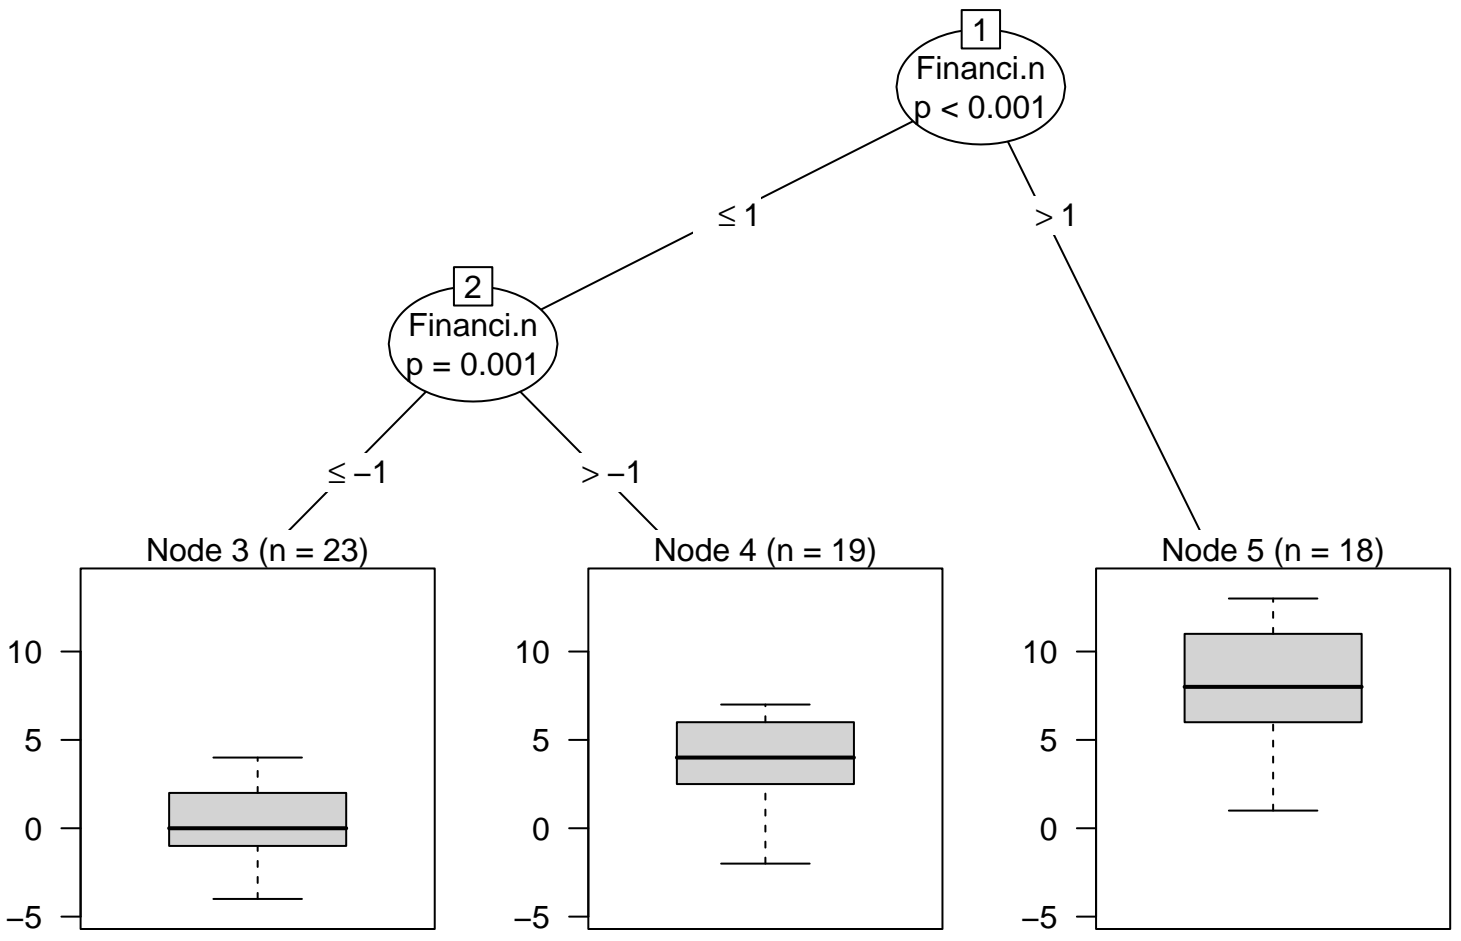 1
Financi.n
p < 0.001
≤ 1
> 1
2
Financi.n
p = 0.001
≤ −1
> −1
Node 3 (n = 23)
10
5
0
−5
Node 4 (n = 19)
10
5
0
−5
Node 5 (n = 18)
10
5
0
−5